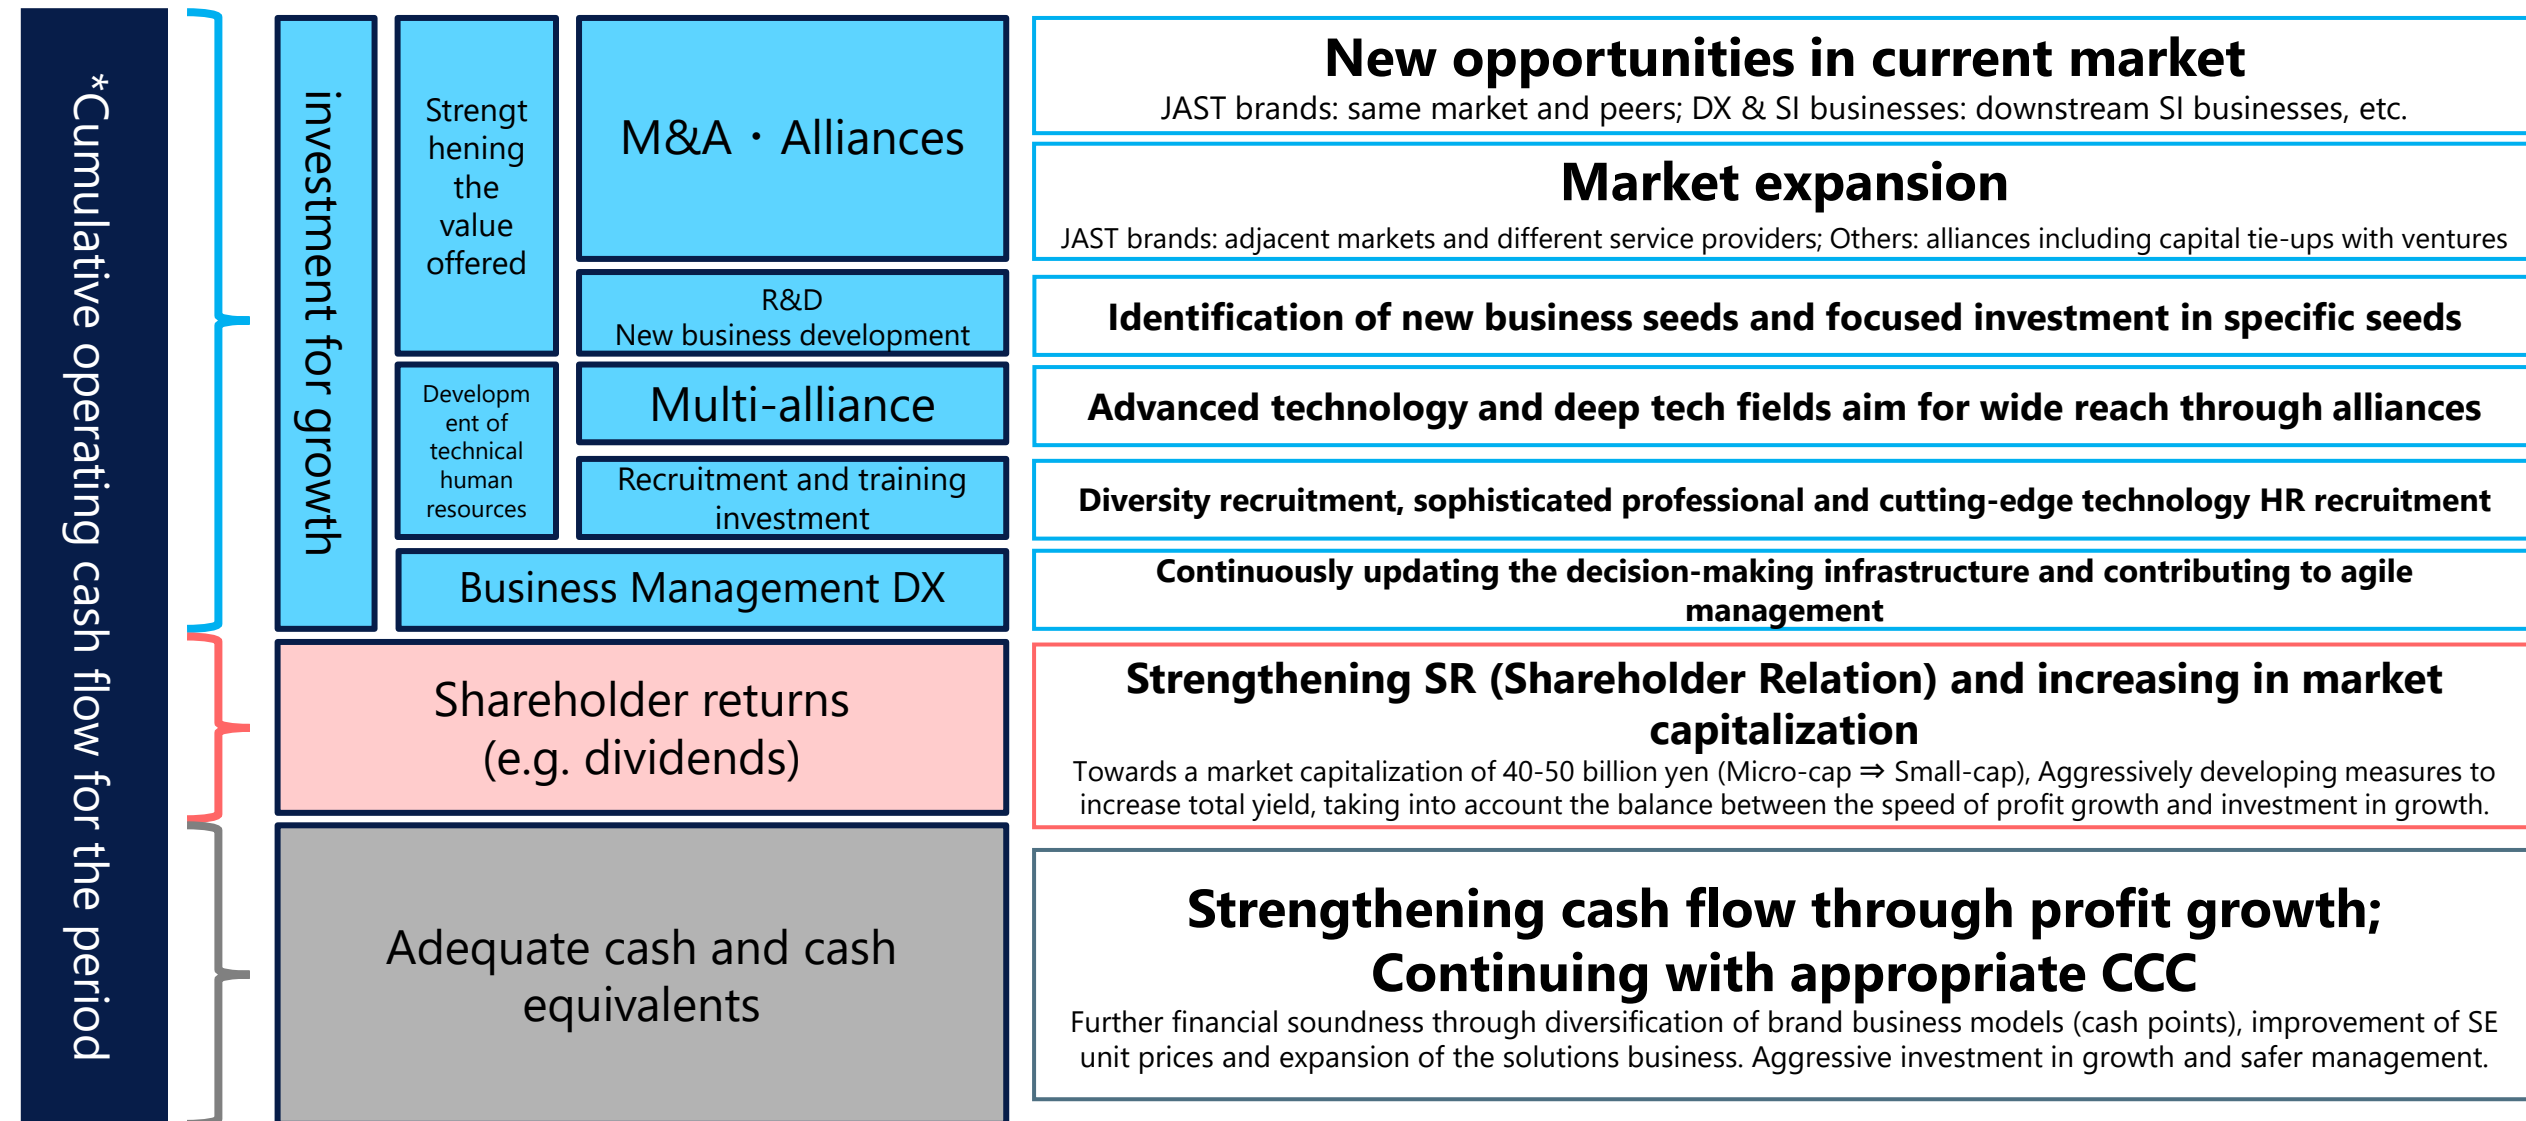 *Cumulative operating cash flow for the period
investment for growth
Strengt
hening
the
value
offered
M&A・Alliances
New opportunities in current market
JAST brands: same market and peers; DX & SI businesses: downstream SI businesses, etc.
Market expansion
JAST brands: adjacent markets and different service providers; Others: alliances including capital tie-ups with ventures
R&D
New business development
Identification of new business seeds and focused investment in specific seeds
Developm
ent of
technical
human
resources
Multi-alliance
Advanced technology and deep tech fields aim for wide reach through alliances
Recruitment and training
investment
Diversity recruitment, sophisticated professional and cutting-edge technology HR recruitment
Business Management DX
Continuously updating the decision-making infrastructure and contributing to agile
management
Shareholder returns
(e.g. dividends)
Strengthening SR (Shareholder Relation) and increasing in market
capitalization
Towards a market capitalization of 40-50 billion yen (Micro-cap ⇒ Small-cap), Aggressively developing measures to
increase total yield, taking into account the balance between the speed of profit growth and investment in growth.
Adequate cash and cash
equivalents
Strengthening cash flow through profit growth;
Continuing with appropriate CCC
Further financial soundness through diversification of brand business models (cash points), improvement of SE
unit prices and expansion of the solutions business. Aggressive investment in growth and safer management.